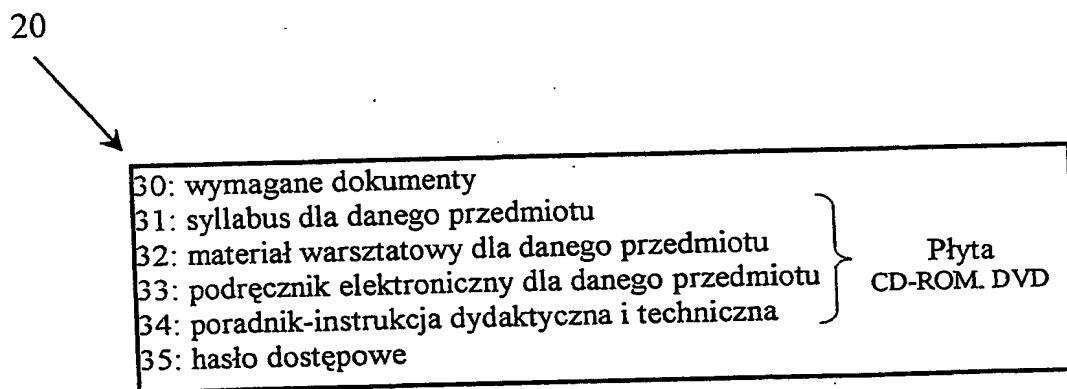 20
30: wymagane dokumenty
31: syllabus dla danego przedmiotu
32: materiał warsztatowy dla danego przedmiotu
33: podręcznik elektroniczny dla danego przedmiotu
34: poradnik-instrukcja dydaktyczna i techniczna
35: hasło dostępowe
Płyta
CD-ROM. DVD